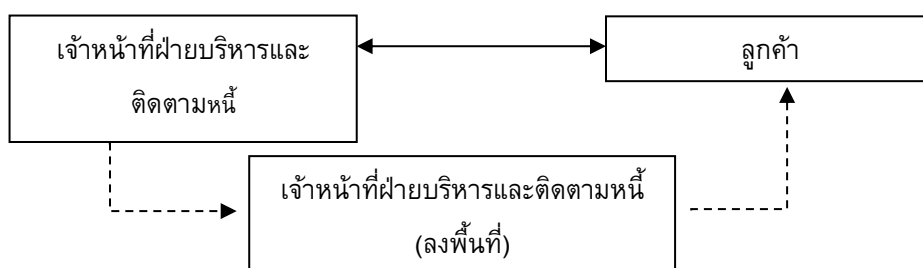 เจ้าหน้าที่ฝ่ายบริหารและ
ติดตามหนี้
ลูกค้า
เจ้าหน้าที่ฝ่ายบริหารและติดตามหนี้
(ลงพื้นที่)